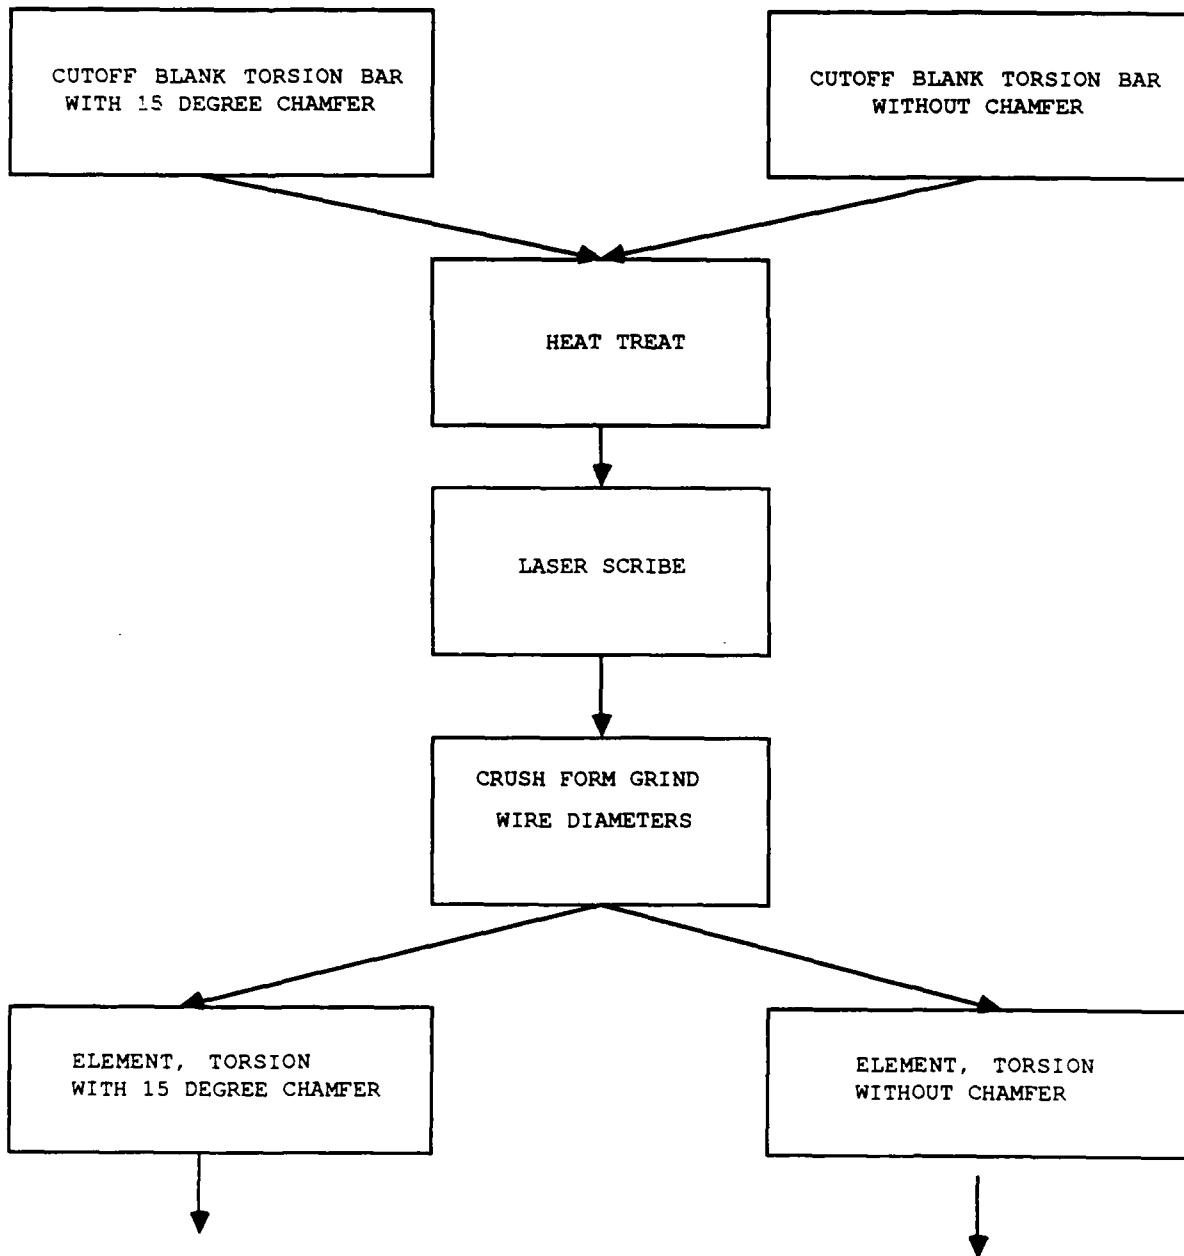 CUTOFF BLANK TORSION BAR
WITH 15 DEGREE CHAMFER
CUTOFF BLANK TORSION BAR
WITHOUT CHAMFER
HEAT TREAT
LASER SCRIBE
CRUSH FORM GRIND
WIRE DIAMETERS
ELEMENT, TORSION
WITH 15 DEGREE CHAMFER
ELEMENT, TORSION
WITHOUT CHAMFER